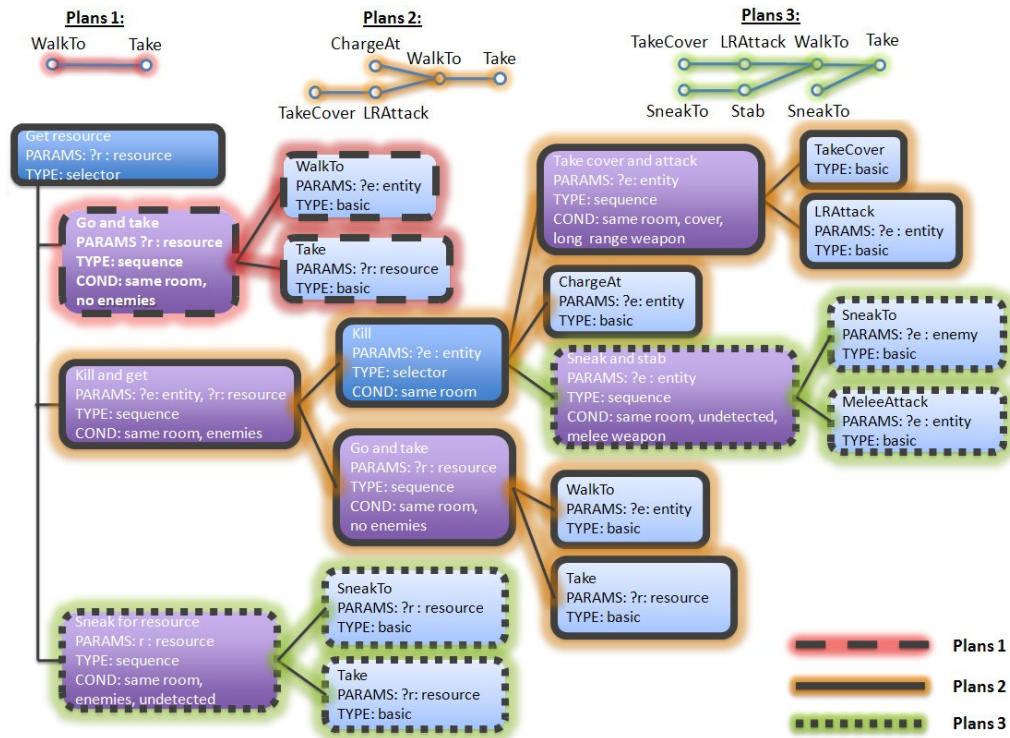 Plans 1:
WalkTo
Take
Plans 2:
ChargeAt
WalkTo
Take
TakeCover
LRAttack
Plans 3:
TakeCover
LRAttack
WalkTo
Take
SneakTo
Stab
SneakTo
Get resource
PARAMS: ?r : resource
TYPE: selector
Go and take
PARAMS ?r : resource
TYPE: sequence
COND: same room,
no enemies
WalkTo
PARAMS: ?e: entity
TYPE: basic
Take
PARAMS: ?r: resource
TYPE: basic
Kill and get
PARAMS: ?e: entity, ?r: resource
TYPE: sequence
COND: same room, enemies
Kill
PARAMS: ?e : entity
TYPE: selector
COND: same room
Take cover and attack
PARAMS: ?e : entity
TYPE: sequence
COND: same room, cover,
long range weapon
TakeCover
TYPE: basic
LRAttack
PARAMS: ?e : entity
TYPE: basic
ChargeAt
PARAMS: ?e: entity
TYPE: basic
Sneak and stab
PARAMS: ?e : entity
TYPE: sequence
COND: same room, undetected,
melee weapon
SneakTo
PARAMS: ?e : enemy
TYPE: basic
MeleeAttack
PARAMS: ?e : entity
TYPE: basic
Go and take
PARAMS: ?r : resource
TYPE: sequence
COND: same room,
no enemies
WalkTo
PARAMS: ?e: entity
TYPE: basic
Take
PARAMS: ?r: resource
TYPE: basic
Sneak for resource
PARAMS: r : resource
TYPE: sequence
COND: same room,
enemies, undetected
SneakTo
PARAMS: ?r : resource
TYPE: basic
Take
PARAMS: ?r: resource
TYPE: basic
Plans 1
Plans 2
Plans 3